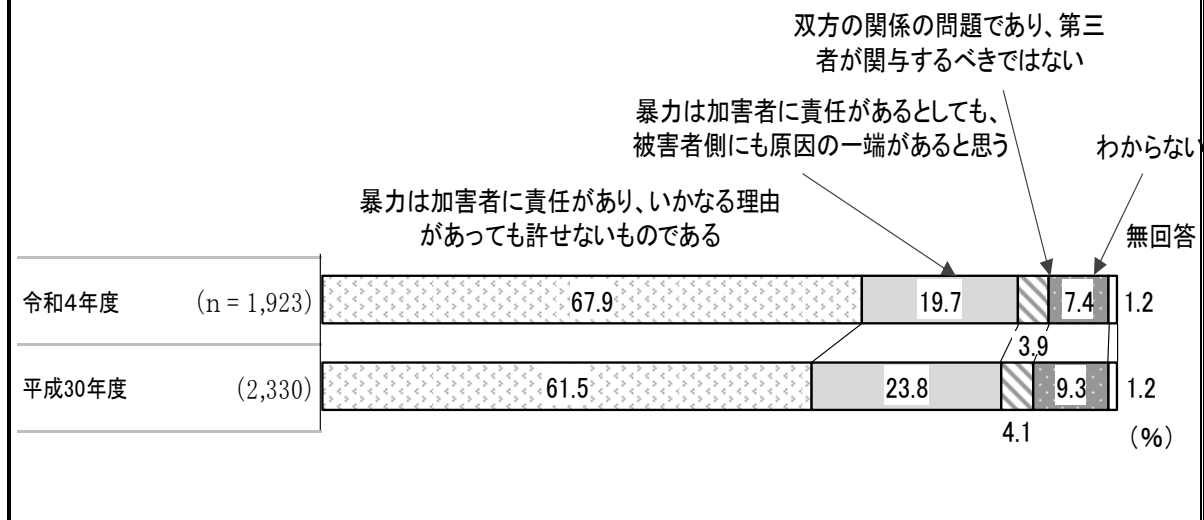 双方の関係の問題であり、第三
者が関与するべきではない
暴力は加害者に責任があるとしても、
被害者側にも原因の一端があると思う
わからない
暴力は加害者に責任があり、いかなる理由
があっても許せないものである
無回答
令和4年度 (n = 1,923) 67.9 19.7 7.4 1.2
3.9
平成30年度 (2,330) 61.5 23.8 9.3 1.2
4.1
(%)